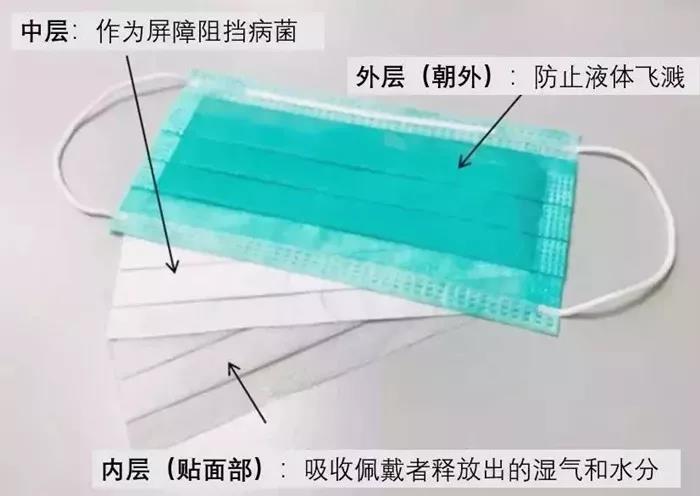 中层：作为屏障阻挡病菌
外层（朝外）：防止液体飞溅
内层（贴面部）：吸收佩戴者释放出的湿气和水分